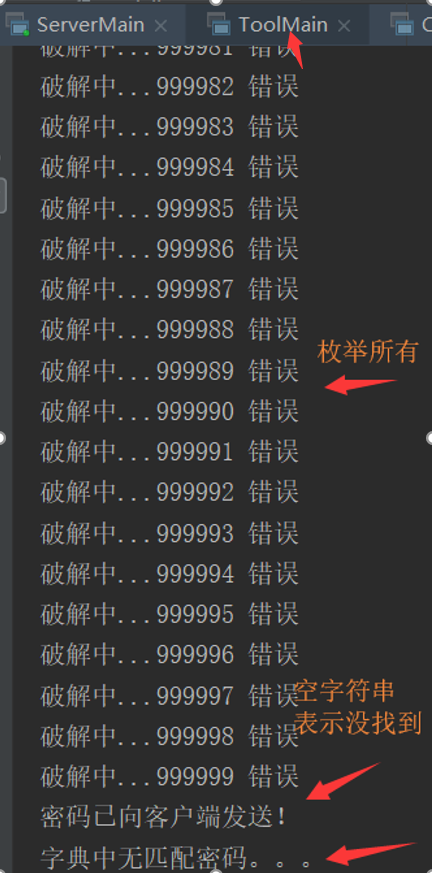 ServerMain × ToolMain × C
破解中...999981 错误
破解中...999982 错误
破解中...999983 错误
破解中...999984 错误
破解中...999985 错误
破解中...999986 错误
破解中...999987 错误
破解中...999988 错误
枚举所有
破解中...999989 错误
破解中...999990 错误
破解中...999991 错误
破解中...999992 错误
破解中...999993 错误
破解中...999994 错误
破解中...999995 错误
破解中...999996 错误
破解中...999997 错误
空字符串
表示没找到
破解中...999998 错误
破解中...999999 错误
密码已向客户端发送!
字典中无匹配密码。。。